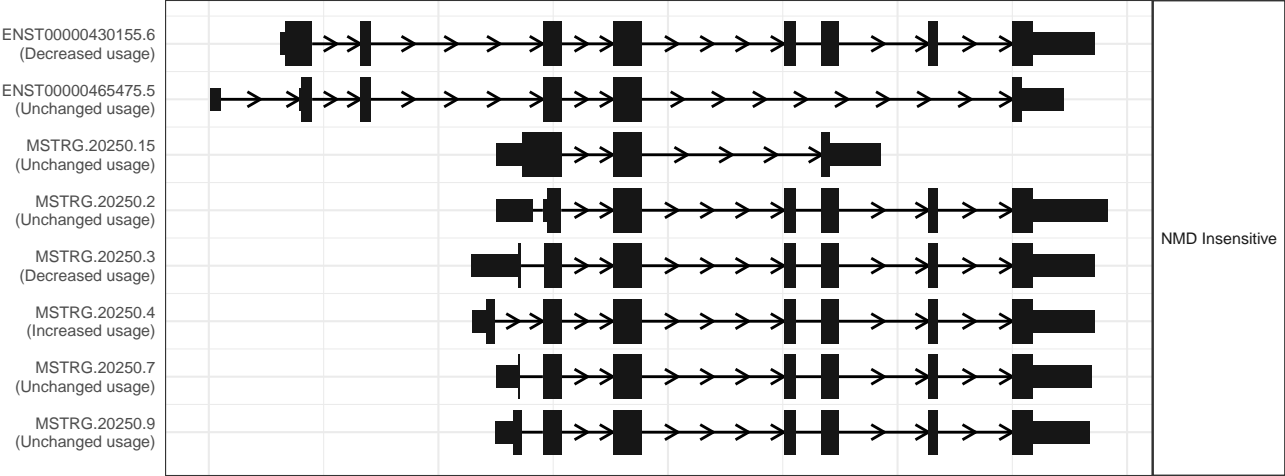 ENST00000430155.6
(Decreased usage)
ENST00000465475.5
(Unchanged usage)
MSTRG.20250.15
(Unchanged usage)
MSTRG.20250.2
(Unchanged usage)
NMD Insensitive
MSTRG.20250.3
(Decreased usage)
MSTRG.20250.4
(Increased usage)
MSTRG.20250.7
(Unchanged usage)
MSTRG.20250.9
(Unchanged usage)